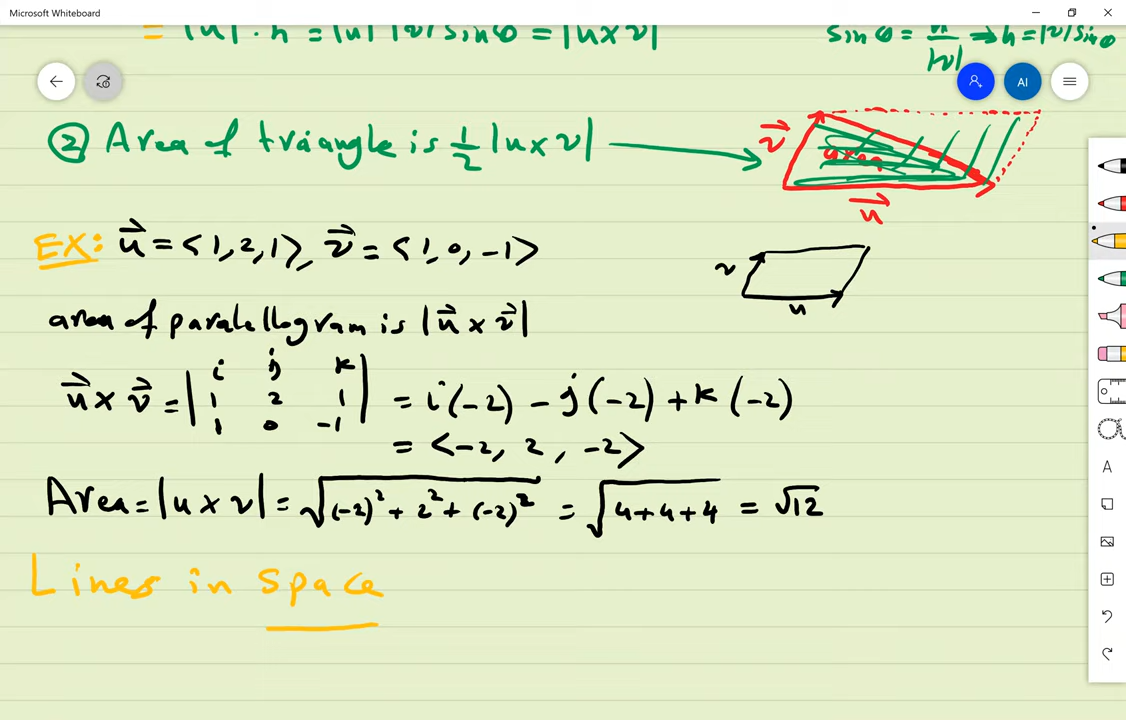 Microsoft Whiteboard
= |u| · h = |u| |v| sin θ = |u x v|
sin θ = h/|v| ⇒ h = |v| sin θ
AI
② Area of triangle is 1/2 |u x v|
v
area
u
EX: u = <1, 2, 1>, v = <1, 0, -1>
v
u
area of parallellogram is |u x v|
i j k
u x v = | 1 2 1 | = i(-2) - j(-2) + k(-2)
1 0 -1
= <-2, 2, -2>
Area = |u x v| = √(-2)² + 2² + (-2)² = √4+4+4 = √12
Lines in space
A